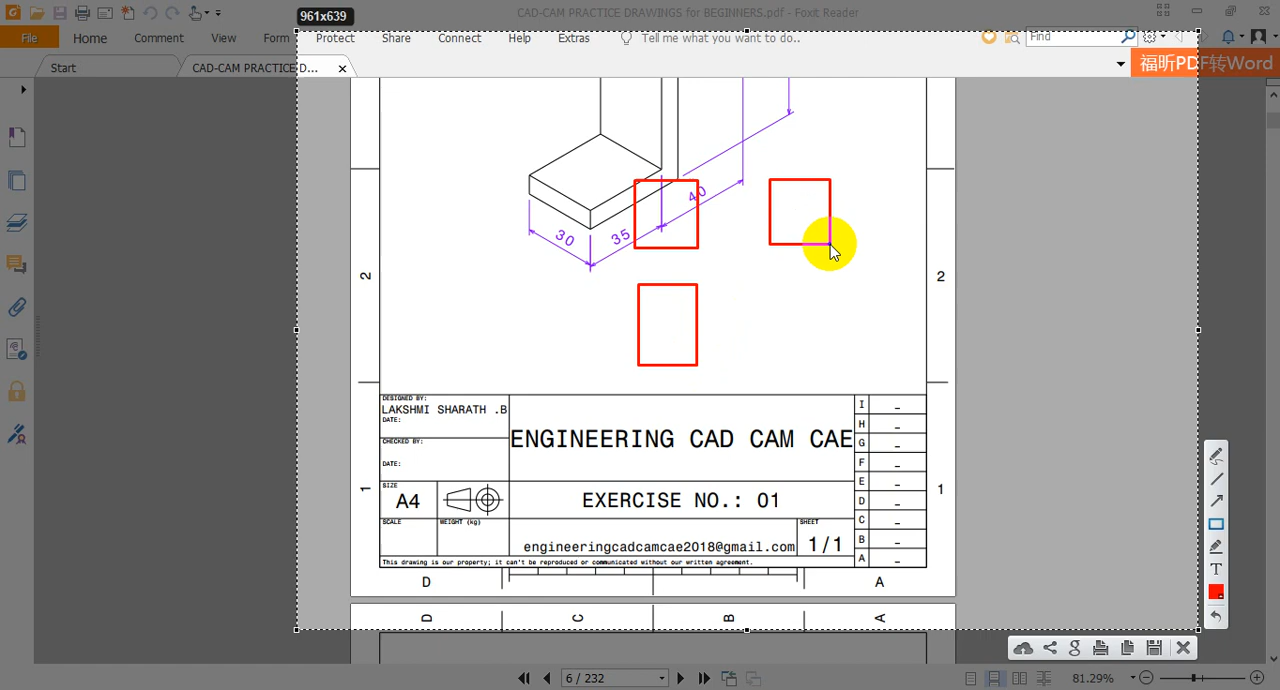 961x639
CAD-CAM PRACTICE DRAWINGS for BEGINNERS.pdf - Foxit Reader
File Home Comment View Form Protect Share Connect Help Extras Tell me what you want to do.. Find
Start CAD-CAM PRACTICE D... 福昕PDF转Word
40
30 35
2 2
DESIGNED BY:
LAKSHMI SHARATH .B
DATE:
CHECKED BY:
DATE:
ENGINEERING CAD CAM CAE
I _
H _
G _
F _
E _
D _
C _
B _
A _
1 1
SIZE
A4
EXERCISE NO.: 01
SCALE WEIGHT (kg) SHEET
engineeringcadcamcae2018@gmail.com 1/1
This drawing is our property; it can't be reproduced or communicated without our written agreement.
D A
D C B A
T
g
6 / 232
81.29%